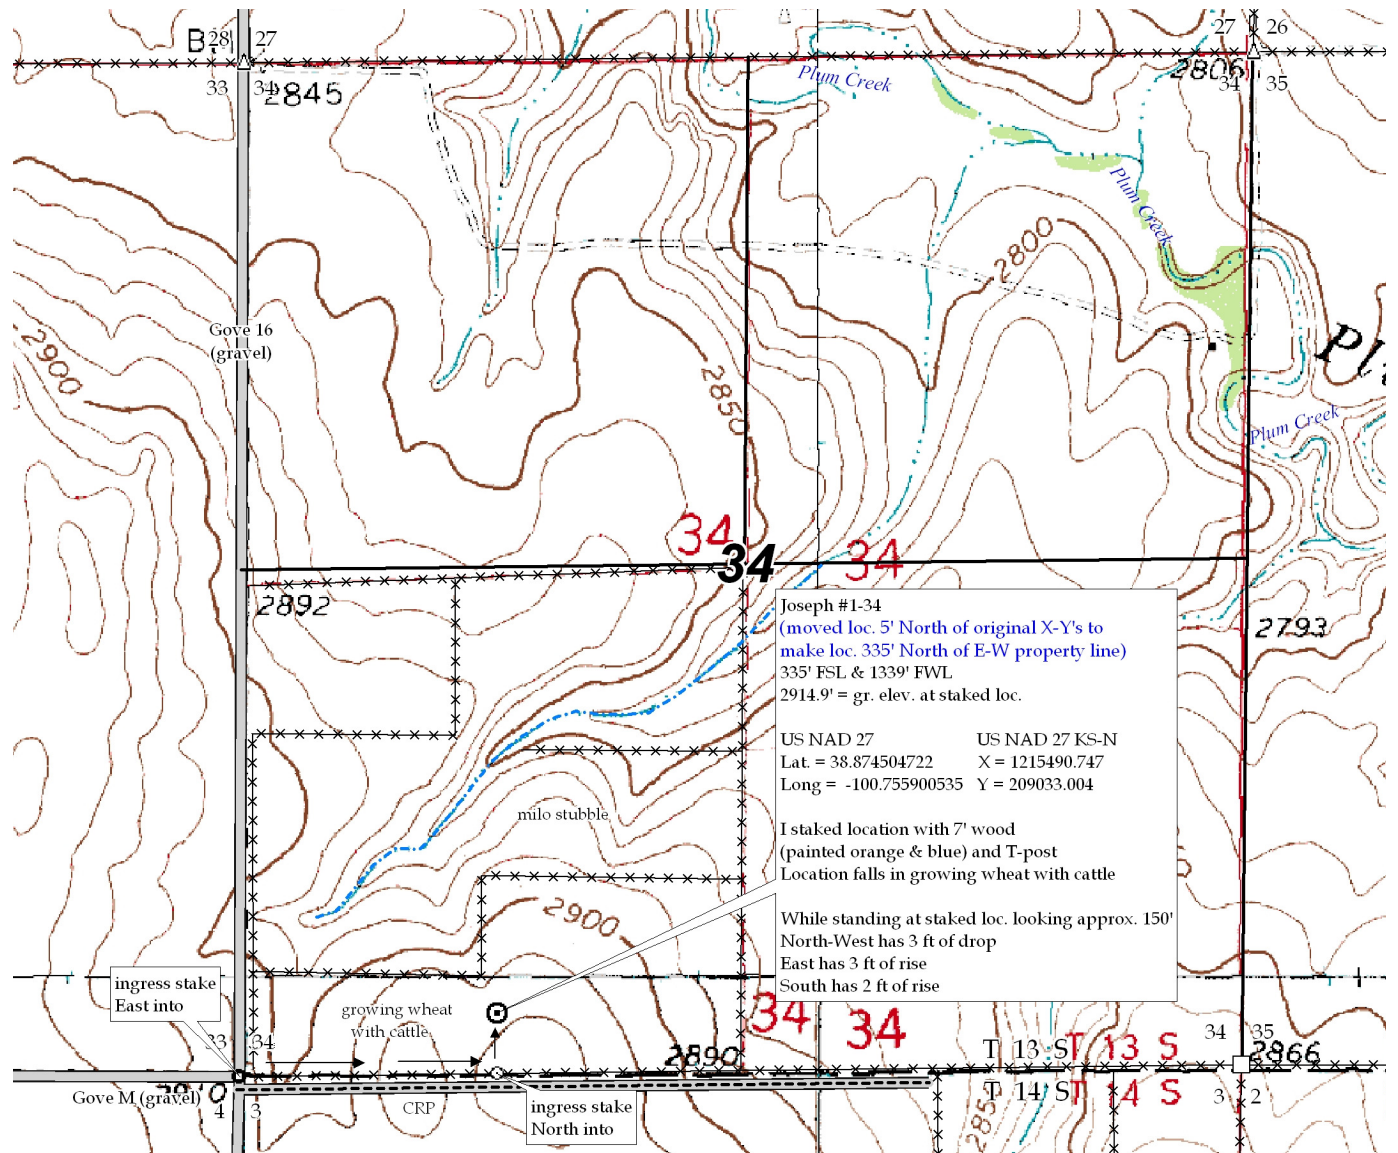 28 27
27 26
33 34
2845
2806
34 35
Plum Creek
Plum Creek
2800
Gove 16
(gravel)
2900
2850
Plum Creek
34
34
34
2892
2793
Joseph #1-34
(moved loc. 5' North of original X-Y's to
make loc. 335' North of E-W property line)
335' FSL & 1339' FWL
2914.9' = gr. elev. at staked loc.
US NAD 27 US NAD 27 KS-N
Lat. = 38.874504722 X = 1215490.747
Long = -100.755900535 Y = 209033.004
I staked location with 7' wood
(painted orange & blue) and T-post
Location falls in growing wheat with cattle
While standing at staked loc. looking approx. 150'
North-West has 3 ft of drop
East has 3 ft of rise
South has 2 ft of rise
milo stubble
2900
ingress stake
East into
growing wheat
with cattle
34 34
33 34
34 35
2890
T 13 S T 13 S
2866
Gove M (gravel)
T 14 S T 14 S
4 3
3 2
CRP
ingress stake
North into